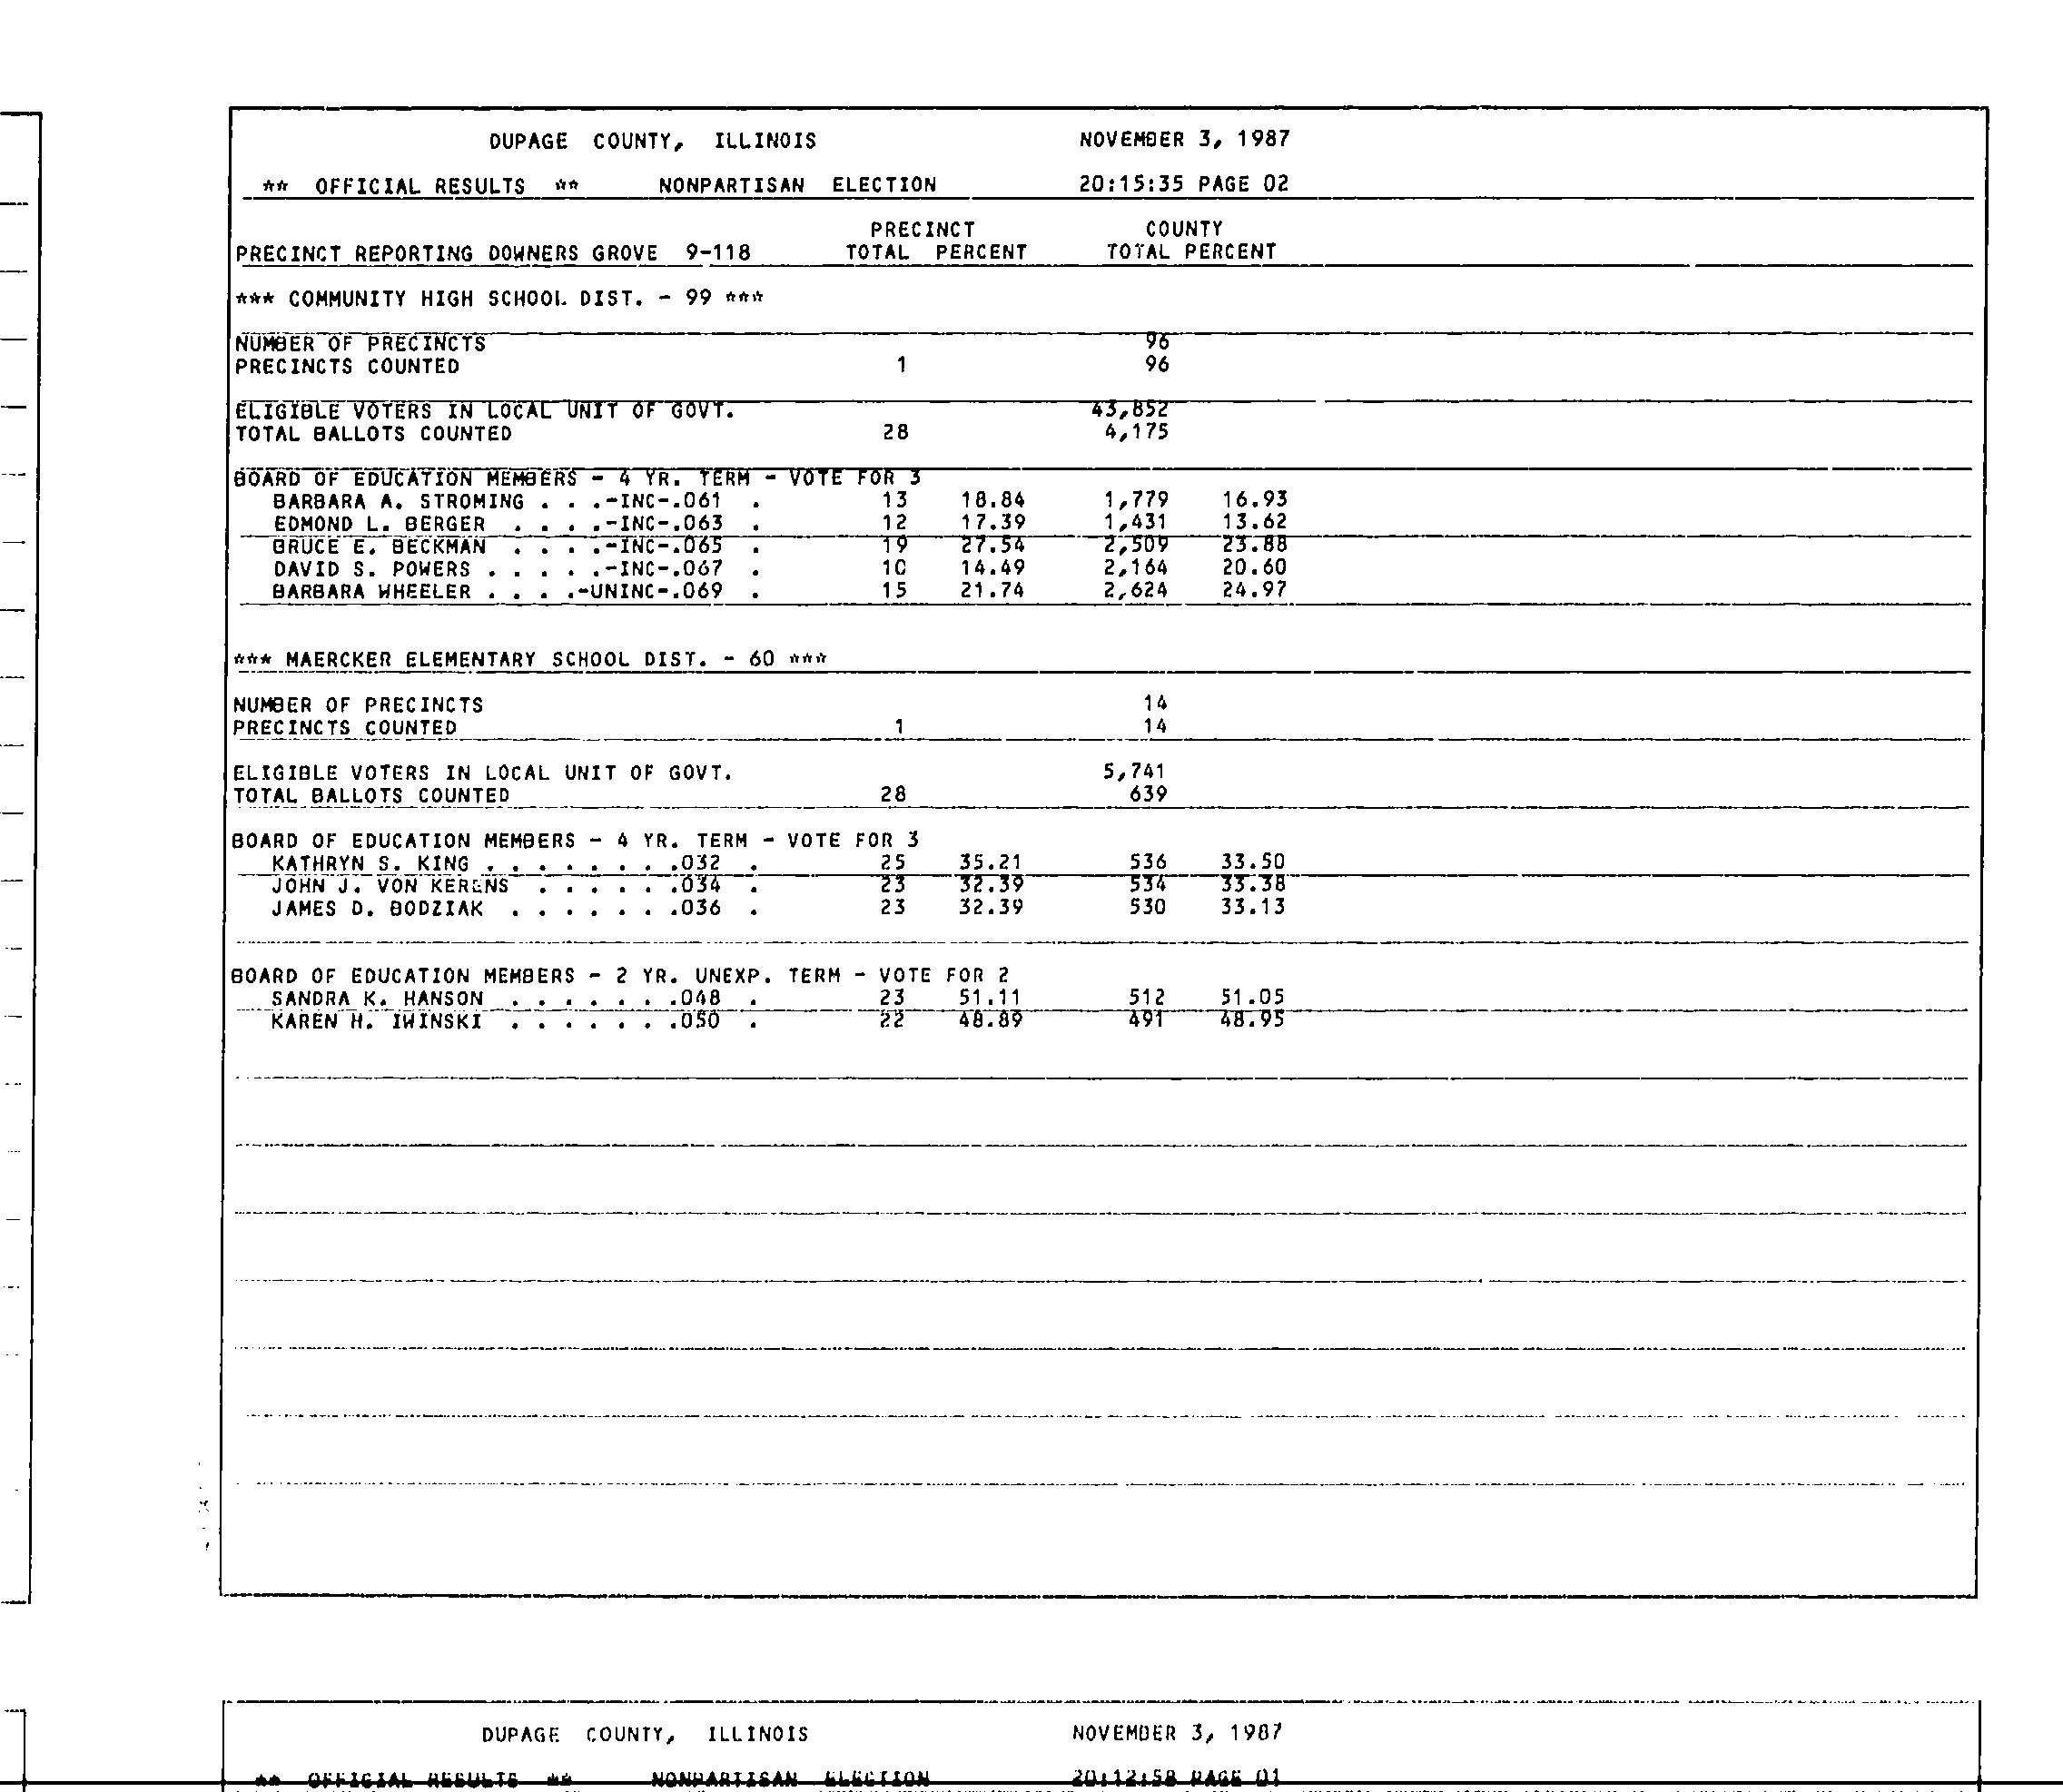 DUPAGE COUNTY, ILLINOIS NOVEMBER 3, 1987
** OFFICIAL RESULTS ** NONPARTISAN ELECTION 20:15:35 PAGE 02
PRECINCT COUNTY
PRECINCT REPORTING DOWNERS GROVE 9-118 TOTAL PERCENT TOTAL PERCENT
*** COMMUNITY HIGH SCHOOL DIST. - 99 ***
NUMBER OF PRECINCTS 96
PRECINCTS COUNTED 1 96
ELIGIBLE VOTERS IN LOCAL UNIT OF GOVT. 43,852
TOTAL BALLOTS COUNTED 28 4,175
BOARD OF EDUCATION MEMBERS - 4 YR. TERM - VOTE FOR 3
BARBARA A. STROMING . . .-INC-.061 . 13 18.84 1,779 16.93
EDMOND L. BERGER . . . .-INC-.063 . 12 17.39 1,431 13.62
BRUCE E. BECKMAN . . . .-INC-.065 . 19 27.54 2,509 23.88
DAVID S. POWERS . . . . .-INC-.067 . 10 14.49 2,164 20.60
BARBARA WHEELER . . . .-UNINC-.069 . 15 21.74 2,624 24.97
*** MAERCKER ELEMENTARY SCHOOL DIST. - 60 ***
NUMBER OF PRECINCTS 14
PRECINCTS COUNTED 1 14
ELIGIBLE VOTERS IN LOCAL UNIT OF GOVT. 5,741
TOTAL BALLOTS COUNTED 28 639
BOARD OF EDUCATION MEMBERS - 4 YR. TERM - VOTE FOR 3
KATHRYN S. KING . . . . . . . .032 . 25 35.21 536 33.50
JOHN J. VON KERENS . . . . . .034 . 23 32.39 534 33.38
JAMES D. BODZIAK . . . . . . .036 . 23 32.39 530 33.13
BOARD OF EDUCATION MEMBERS - 2 YR. UNEXP. TERM - VOTE FOR 2
SANDRA K. HANSON . . . . . . .048 . 23 51.11 512 51.05
KAREN H. IWINSKI . . . . . . .050 . 22 48.89 491 48.95
DUPAGE COUNTY, ILLINOIS NOVEMBER 3, 1987
** OFFICIAL RESULTS ** NONPARTISAN ELECTION 20:12:58 PAGE 01